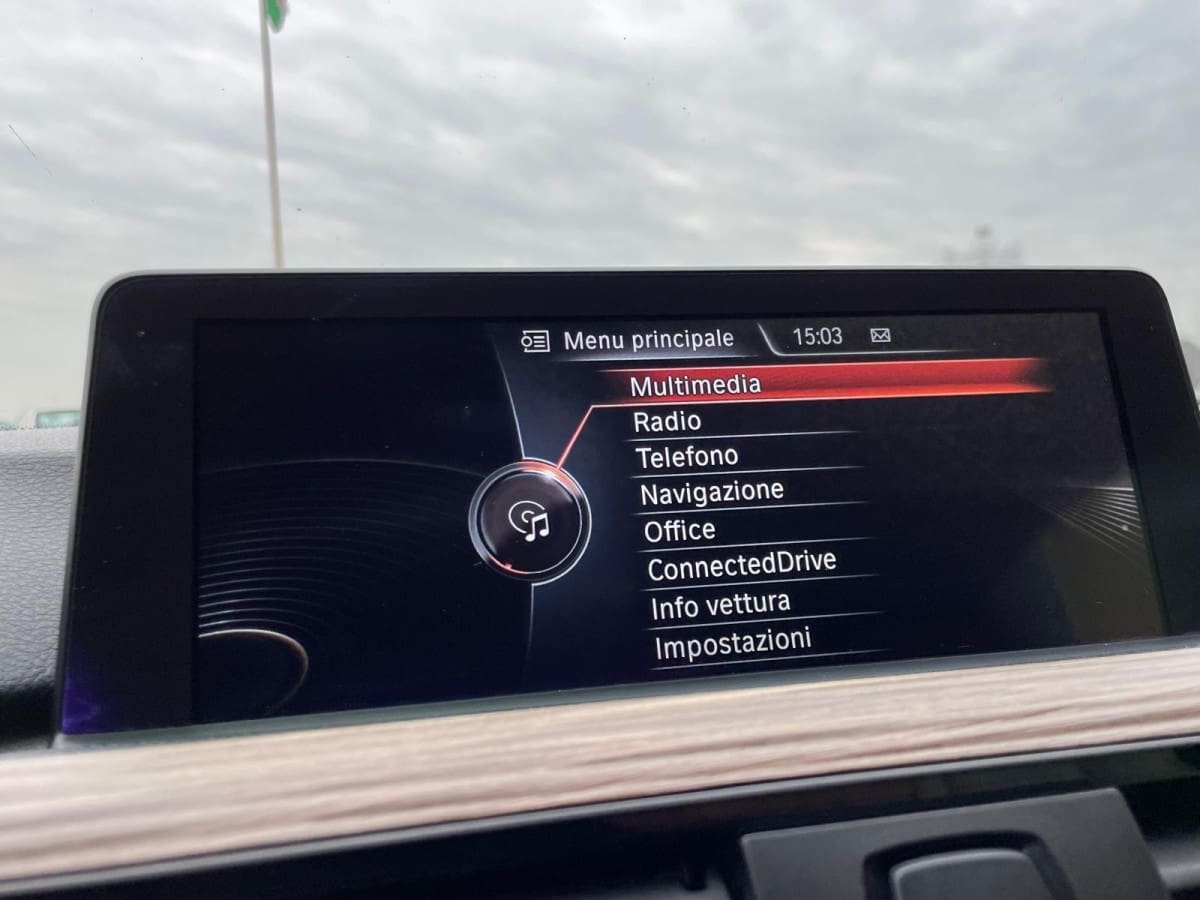 Menu principale 15:03
Multimedia
Radio
Telefono
Navigazione
Office
ConnectedDrive
Info vettura
Impostazioni